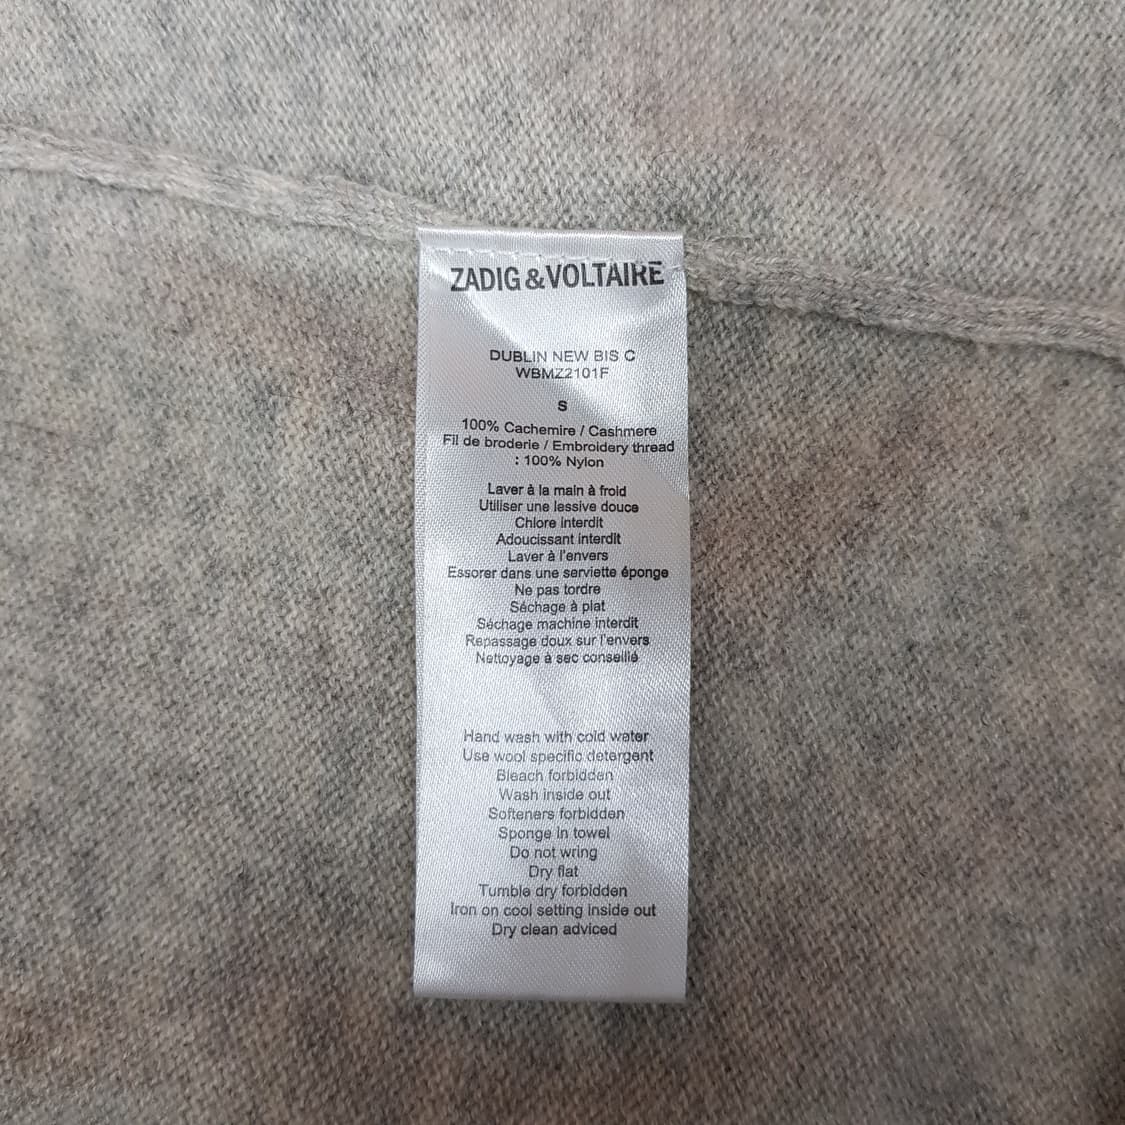 ZADIG & VOLTAIRE
DUBLIN NEW BIS C
WBMZ2101F
S
100% Cachemire / Cashmere
Fil de broderie / Embroidery thread
: 100% Nylon
Laver à la main à froid
Utiliser une lessive douce
Chlore interdit
Adoucissant interdit
Laver à l'envers
Essorer dans une serviette éponge
Ne pas tordre
Séchage à plat
Séchage machine interdit
Repassage doux sur l'envers
Nettoyage à sec conseillé
Hand wash with cold water
Use wool specific detergent
Bleach forbidden
Wash inside out
Softeners forbidden
Sponge in towel
Do not wring
Dry flat
Tumble dry forbidden
Iron on cool setting inside out
Dry clean adviced